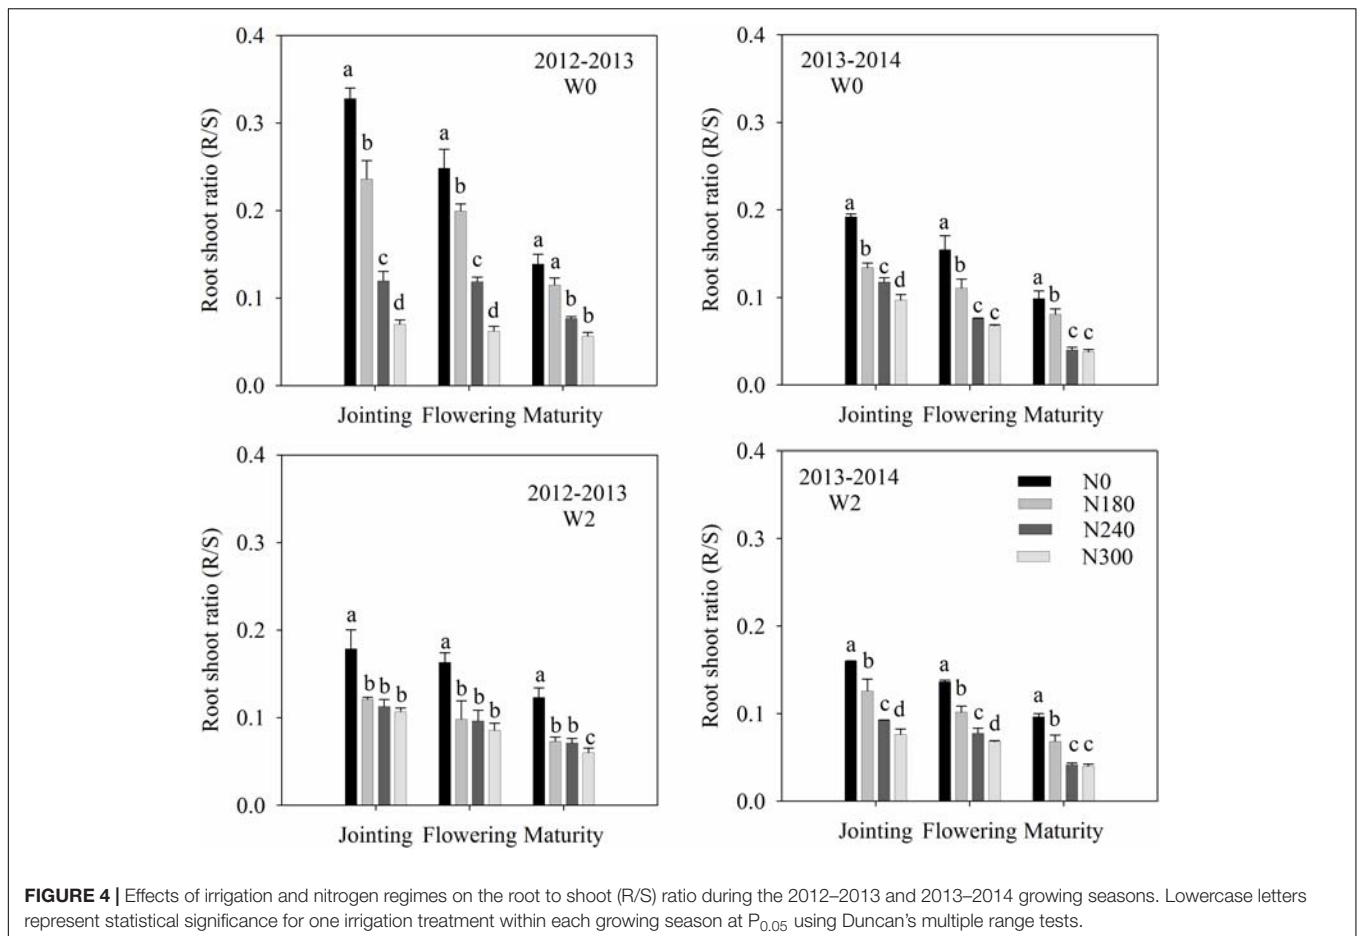 0.4
0.3
0.2
0.1
0.0
Root shoot ratio (R/S)
2012-2013
W0
a
b
c
d
a
b
c
d
a
a
b
b
Jointing Flowering Maturity
0.4
0.3
0.2
0.1
0.0
Root shoot ratio (R/S)
2013-2014
W0
a
b
c
d
a
b
c
c
a
b
c
c
Jointing Flowering Maturity
0.4
0.3
0.2
0.1
0.0
Root shoot ratio (R/S)
2012-2013
W2
a
b
b
b
a
b
b
b
a
b
b
c
Jointing Flowering Maturity
0.4
0.3
0.2
0.1
0.0
Root shoot ratio (R/S)
2013-2014
W2
N0
N180
N240
N300
a
b
c
d
a
b
c
d
a
b
c
c
Jointing Flowering Maturity
FIGURE 4 | Effects of irrigation and nitrogen regimes on the root to shoot (R/S) ratio during the 2012–2013 and 2013–2014 growing seasons. Lowercase letters
represent statistical significance for one irrigation treatment within each growing season at P0.05 using Duncan's multiple range tests.